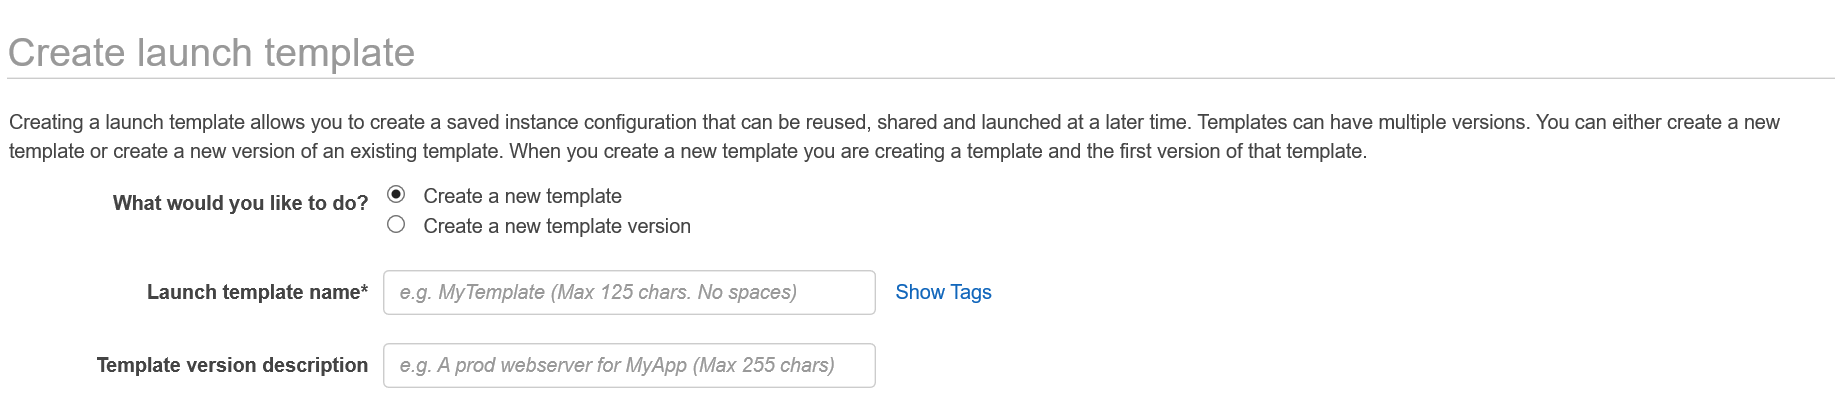 Create launch template
Creating a launch template allows you to create a saved instance configuration that can be reused, shared and launched at a later time. Templates can have multiple versions. You can either create a new
template or create a new version of an existing template. When you create a new template you are creating a template and the first version of that template.
What would you like to do?
Create a new template
Create a new template version
Launch template name* e.g. MyTemplate (Max 125 chars. No spaces) Show Tags
Template version description e.g. A prod webserver for MyApp (Max 255 chars)